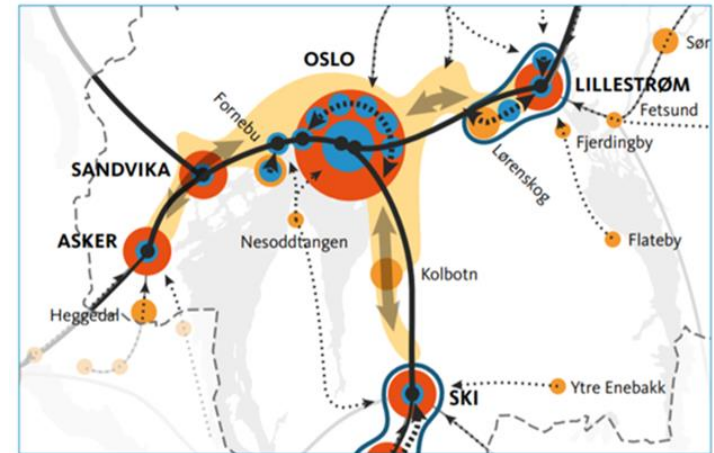 OSLO
Sør
LILLESTRØM
Fetsund
Fornebu
Fjerdingby
SANDVIKA
Lørenskog
ASKER
Nesoddtangen
Flateby
Kolbotn
Heggedal
Ytre Enebakk
SKI